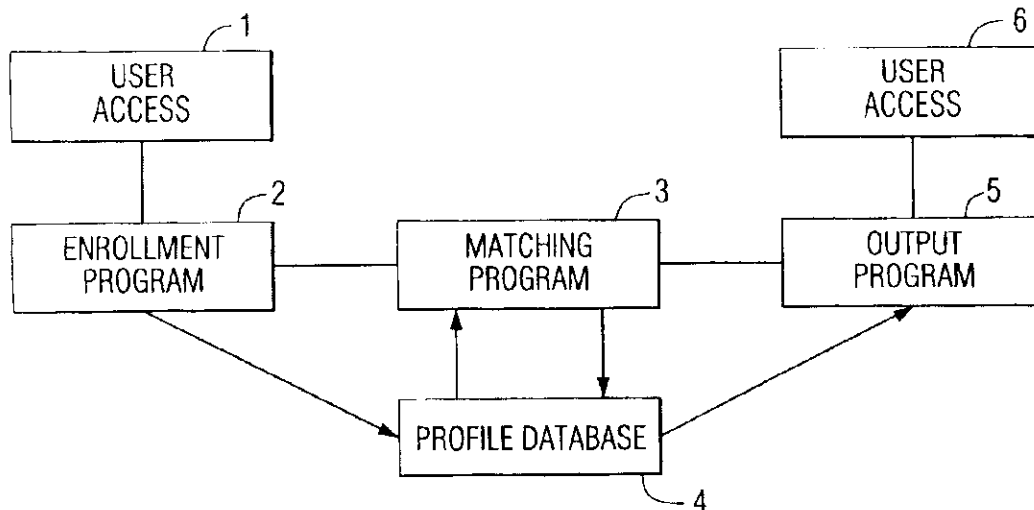 1
USER
ACCESS
6
USER
ACCESS
2
ENROLLMENT
PROGRAM
3
MATCHING
PROGRAM
5
OUTPUT
PROGRAM
PROFILE DATABASE
4